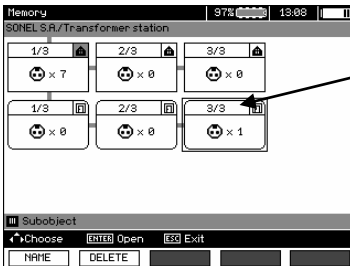 Memory 97% 13:08
SONEL S.A./Transformer station
1/3 2/3 3/3
× 7 × 0 × 0
1/3 2/3 3/3
× 0 × 0 × 1
Subobject
Choose ENTER Open ESC Exit
NAME DELETE